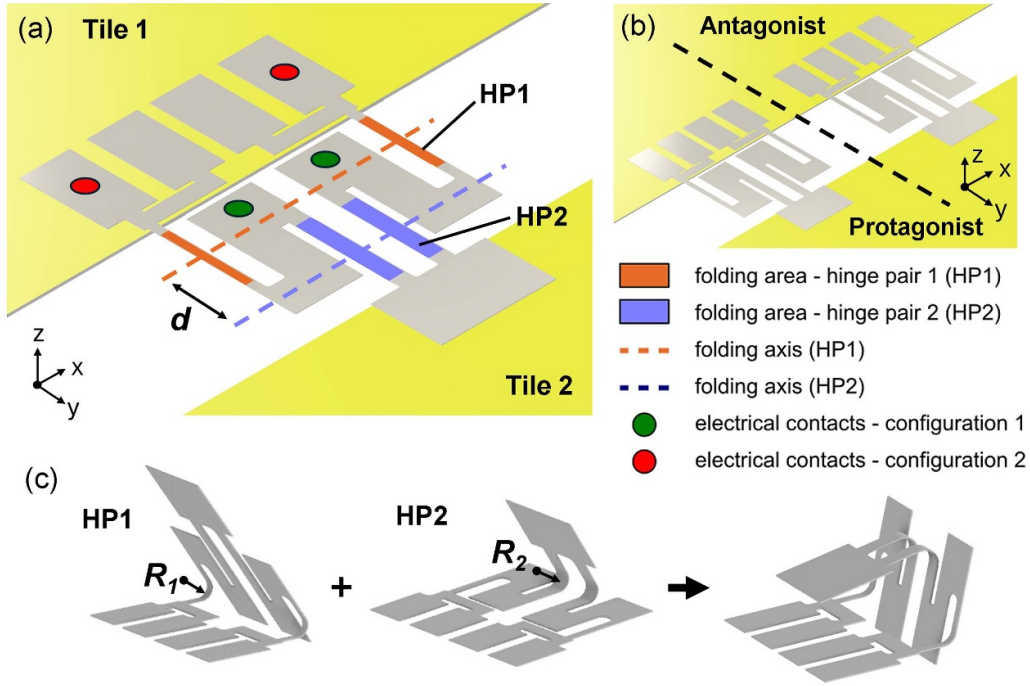 (a)
Tile 1
HP1
HP2
d
Tile 2
z
x
y
(b)
Antagonist
Protagonist
z
x
y
folding area - hinge pair 1 (HP1)
folding area - hinge pair 2 (HP2)
folding axis (HP1)
folding axis (HP2)
electrical contacts - configuration 1
electrical contacts - configuration 2
(c)
HP1
R1
+
HP2
R2